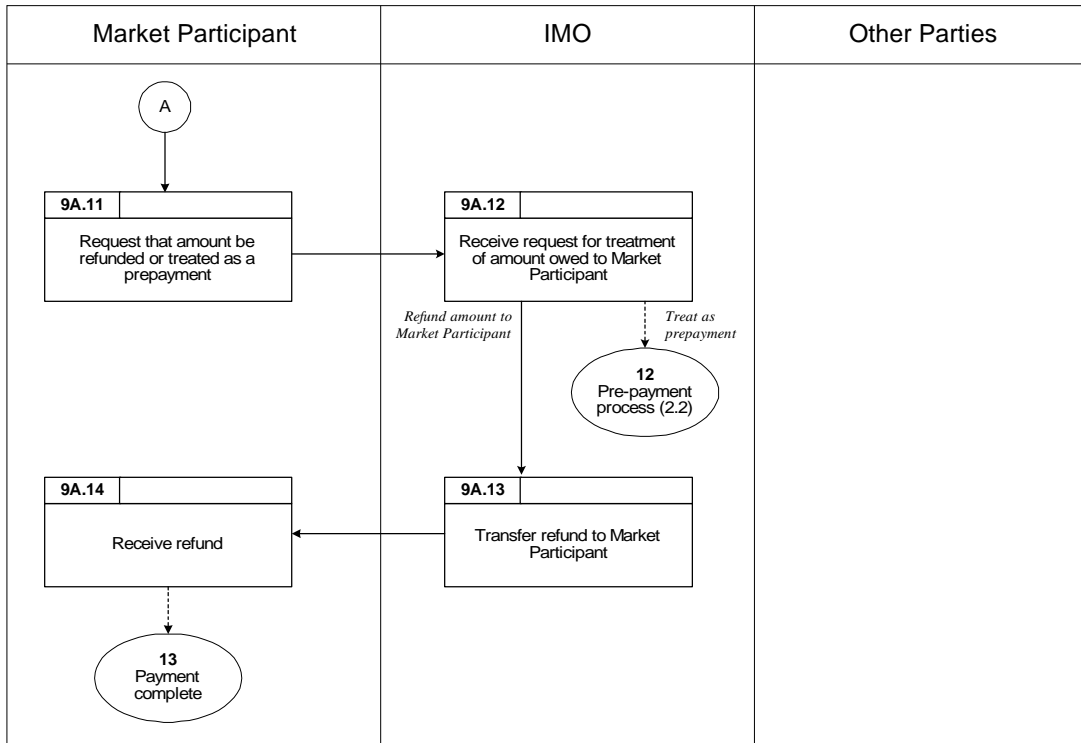 Market Participant
IMO
Other Parties
A
9A.11
Request that amount be
refunded or treated as a
prepayment
9A.12
Receive request for treatment
of amount owed to Market
Participant
Refund amount to
Market Participant
Treat as
prepayment
12
Pre-payment
process (2.2)
9A.14
Receive refund
9A.13
Transfer refund to Market
Participant
13
Payment
complete